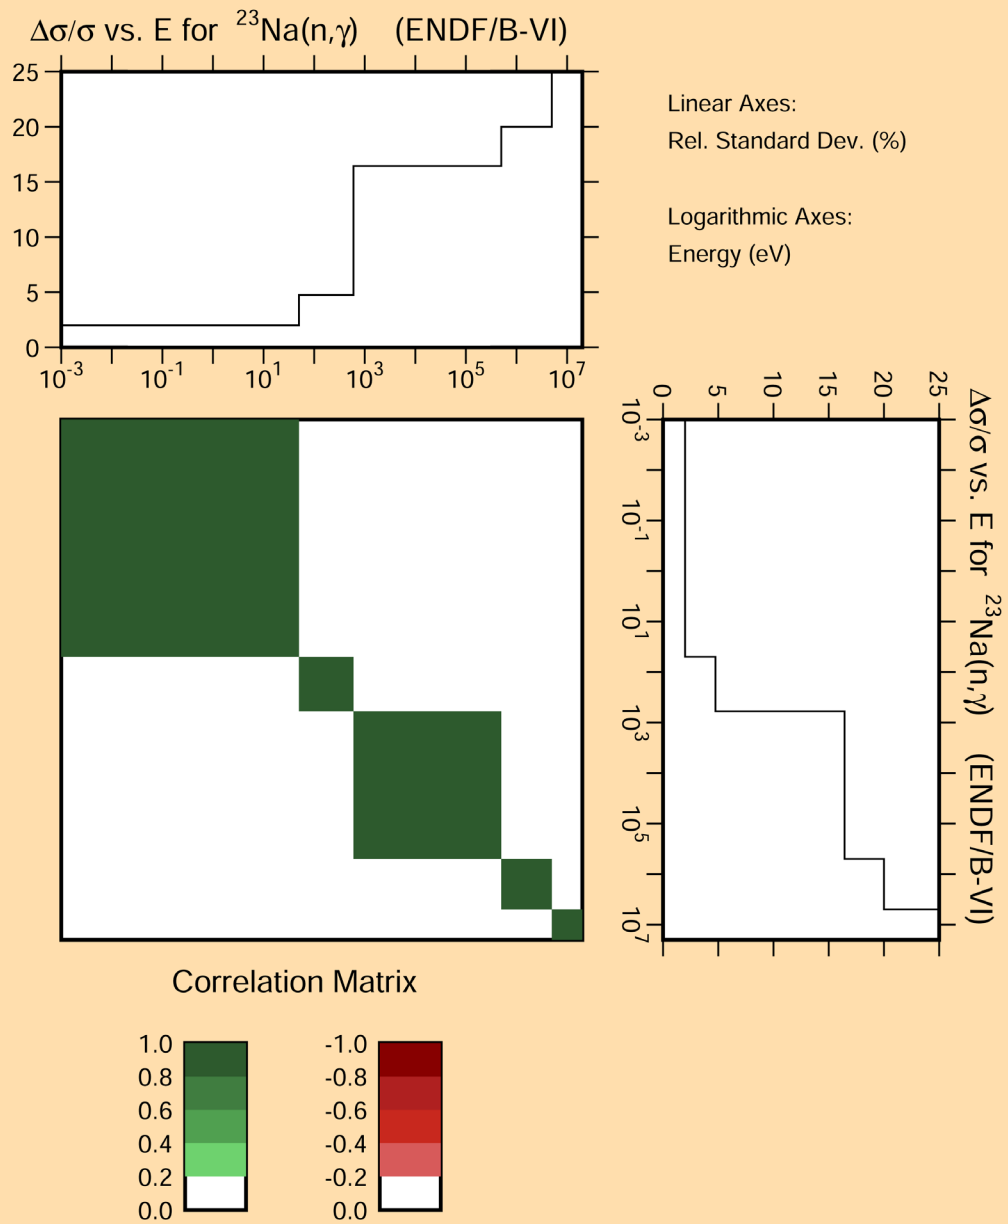 Δσ/σ vs. E for ²³Na(n,γ) (ENDF/B-VI)
25
20
15
10
5
0
10⁻³ 10⁻¹ 10¹ 10³ 10⁵ 10⁷
Linear Axes:
Rel. Standard Dev. (%)
Logarithmic Axes:
Energy (eV)
0 5 10 15 20 25
10⁻³
10⁻¹
10¹
10³
10⁵
10⁷
Δσ/σ vs. E for ²³Na(n,γ) (ENDF/B-VI)
Correlation Matrix
1.0 -1.0
0.8 -0.8
0.6 -0.6
0.4 -0.4
0.2 -0.2
0.0 0.0